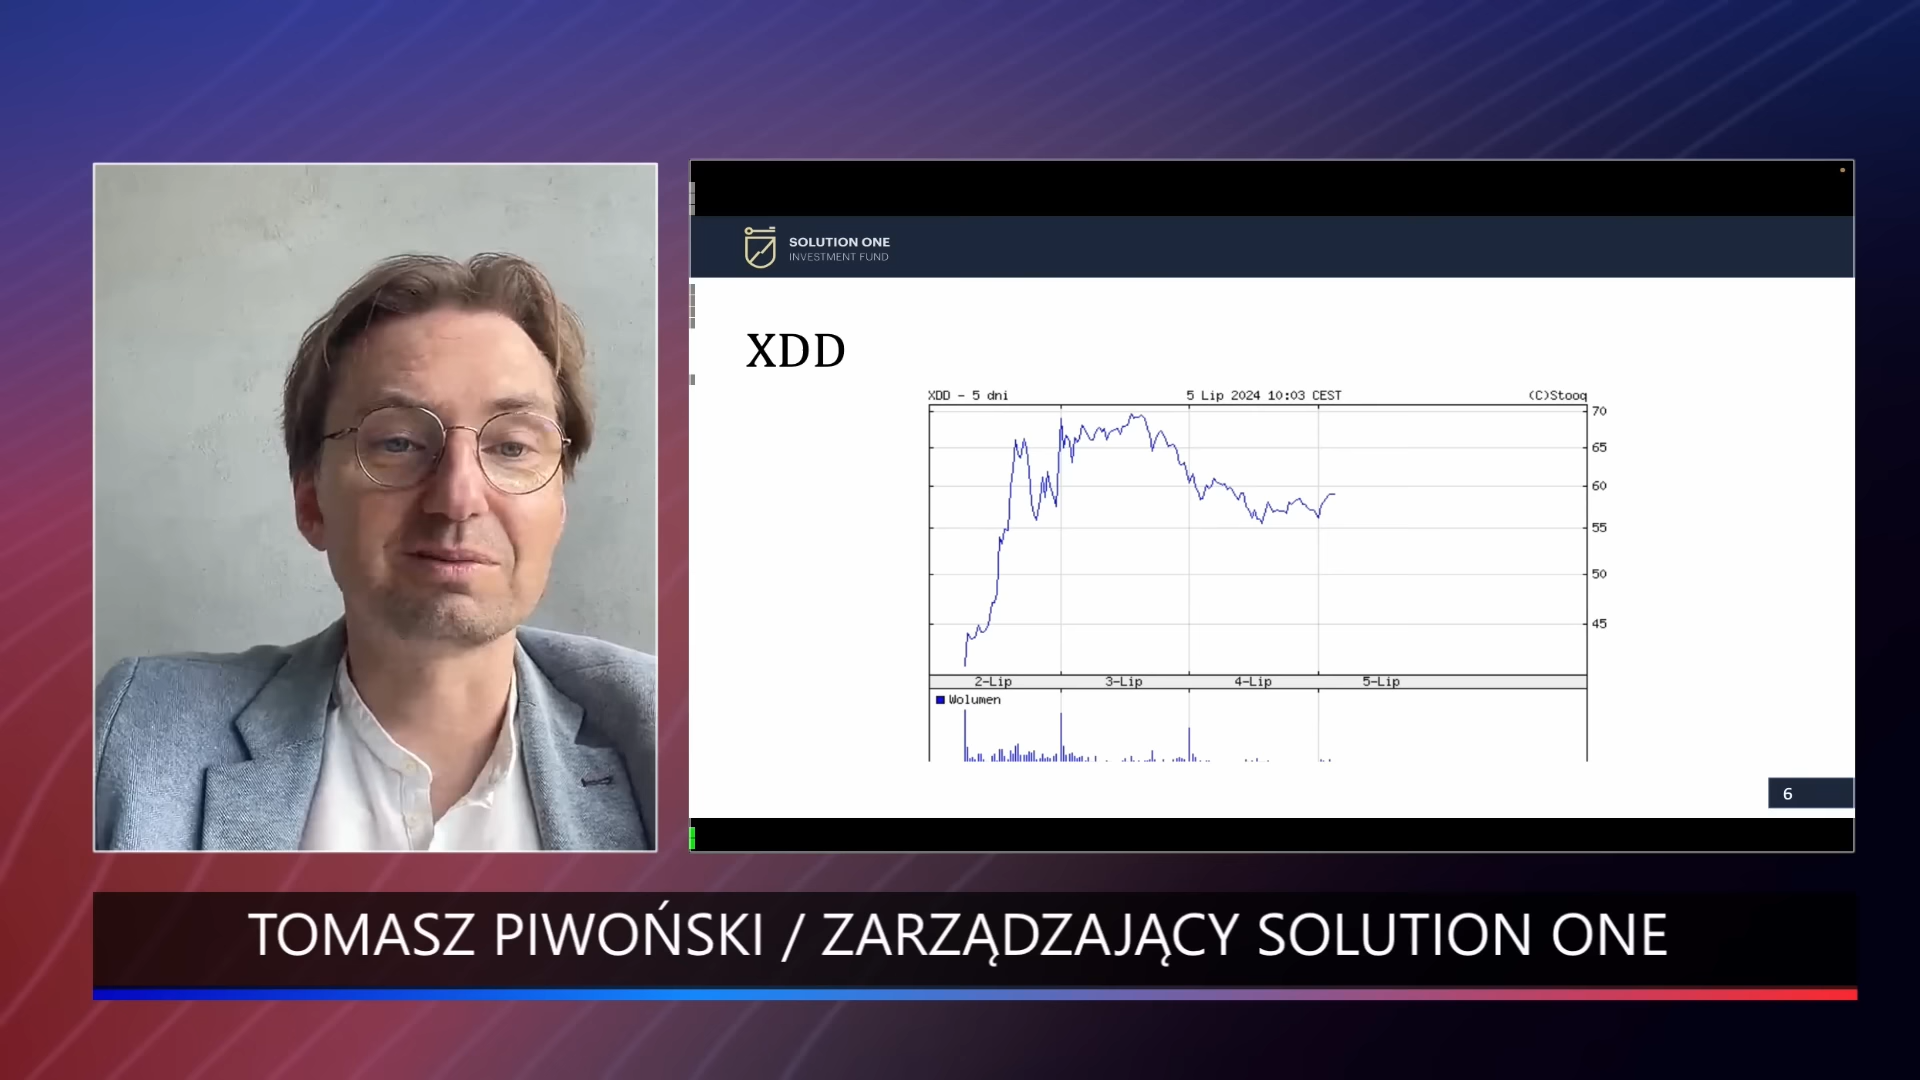 SOLUTION ONE
INVESTMENT FUND
XDD
XDD - 5 dni 5 Lip 2024 10:03 CEST (C)Stooq
70
65
60
55
50
45
2-Lip 3-Lip 4-Lip 5-Lip
Wolumen
6
TOMASZ PIWOŃSKI / ZARZĄDZAJĄCY SOLUTION ONE